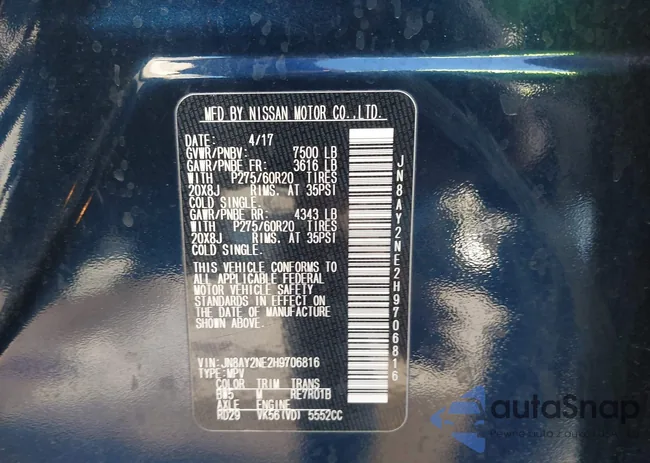 MFD BY NISSAN MOTOR CO.,LTD.
DATE: 4/17
GVWR/PNBV: 7500 LB
GAWR/PNBE FR: 3616 LB
WITH P275/60R20 TIRES
20X8J RIMS. AT 35PSI
COLD SINGLE.
GAWR/PNBE RR: 4343 LB
WITH P275/60R20 TIRES
20X8J RIMS. AT 35PSI
COLD SINGLE.
THIS VEHICLE CONFORMS TO
ALL APPLICABLE FEDERAL
MOTOR VEHICLE SAFETY
STANDARDS IN EFFECT ON
THE DATE OF MANUFACTURE
SHOWN ABOVE.
VIN: JN8AY2NE2H9706816
TYPE:MPV
COLOR TRIM TRANS
BW5 M RE7R01B
AXLE ENGINE
RD29 VK56(VD) 5552CC
JN8AY2NE2H9706816
autaSnap